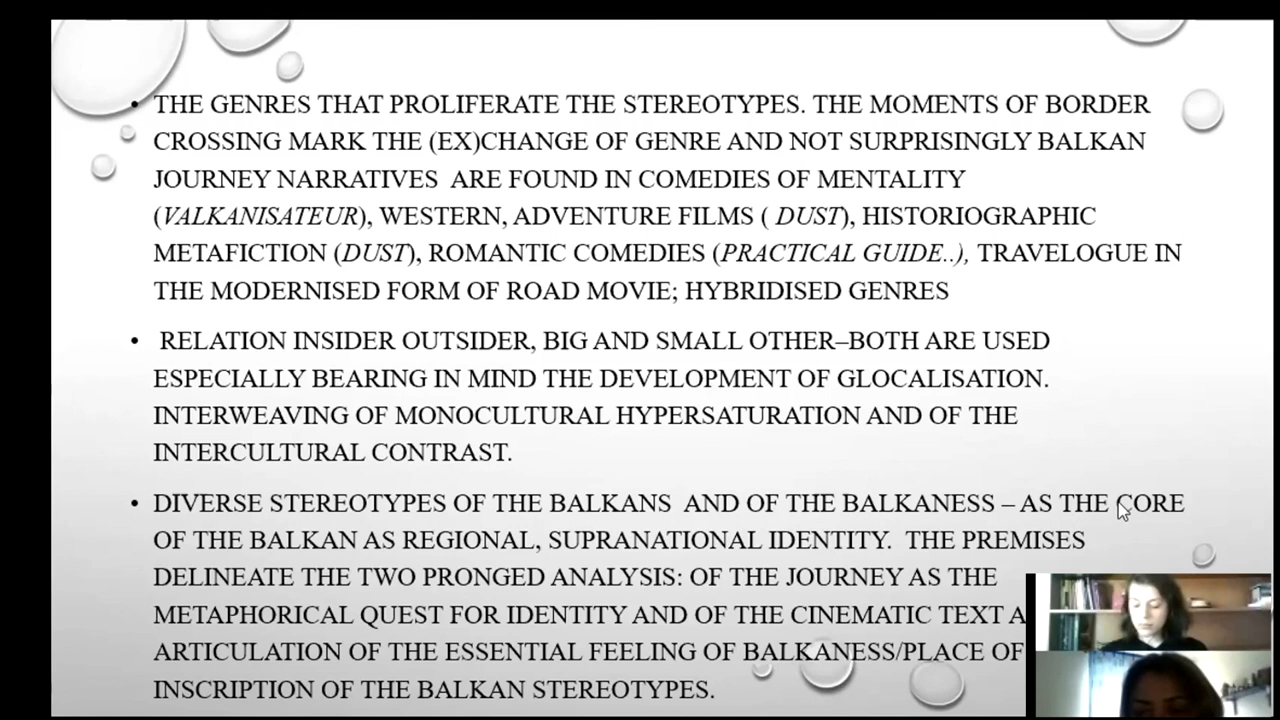 • THE GENRES THAT PROLIFERATE THE STEREOTYPES. THE MOMENTS OF BORDER
CROSSING MARK THE (EX)CHANGE OF GENRE AND NOT SURPRISINGLY BALKAN
JOURNEY NARRATIVES ARE FOUND IN COMEDIES OF MENTALITY
(VALKANISATEUR), WESTERN, ADVENTURE FILMS ( DUST), HISTORIOGRAPHIC
METAFICTION (DUST), ROMANTIC COMEDIES (PRACTICAL GUIDE..), TRAVELOGUE IN
THE MODERNISED FORM OF ROAD MOVIE; HYBRIDISED GENRES
• RELATION INSIDER OUTSIDER, BIG AND SMALL OTHER–BOTH ARE USED
ESPECIALLY BEARING IN MIND THE DEVELOPMENT OF GLOCALISATION.
INTERWEAVING OF MONOCULTURAL HYPERSATURATION AND OF THE
INTERCULTURAL CONTRAST.
• DIVERSE STEREOTYPES OF THE BALKANS AND OF THE BALKANESS – AS THE CORE
OF THE BALKAN AS REGIONAL, SUPRANATIONAL IDENTITY. THE PREMISES
DELINEATE THE TWO PRONGED ANALYSIS: OF THE JOURNEY AS THE
METAPHORICAL QUEST FOR IDENTITY AND OF THE CINEMATIC TEXT
ARTICULATION OF THE ESSENTIAL FEELING OF BALKANESS/PLACE OF
INSCRIPTION OF THE BALKAN STEREOTYPES.